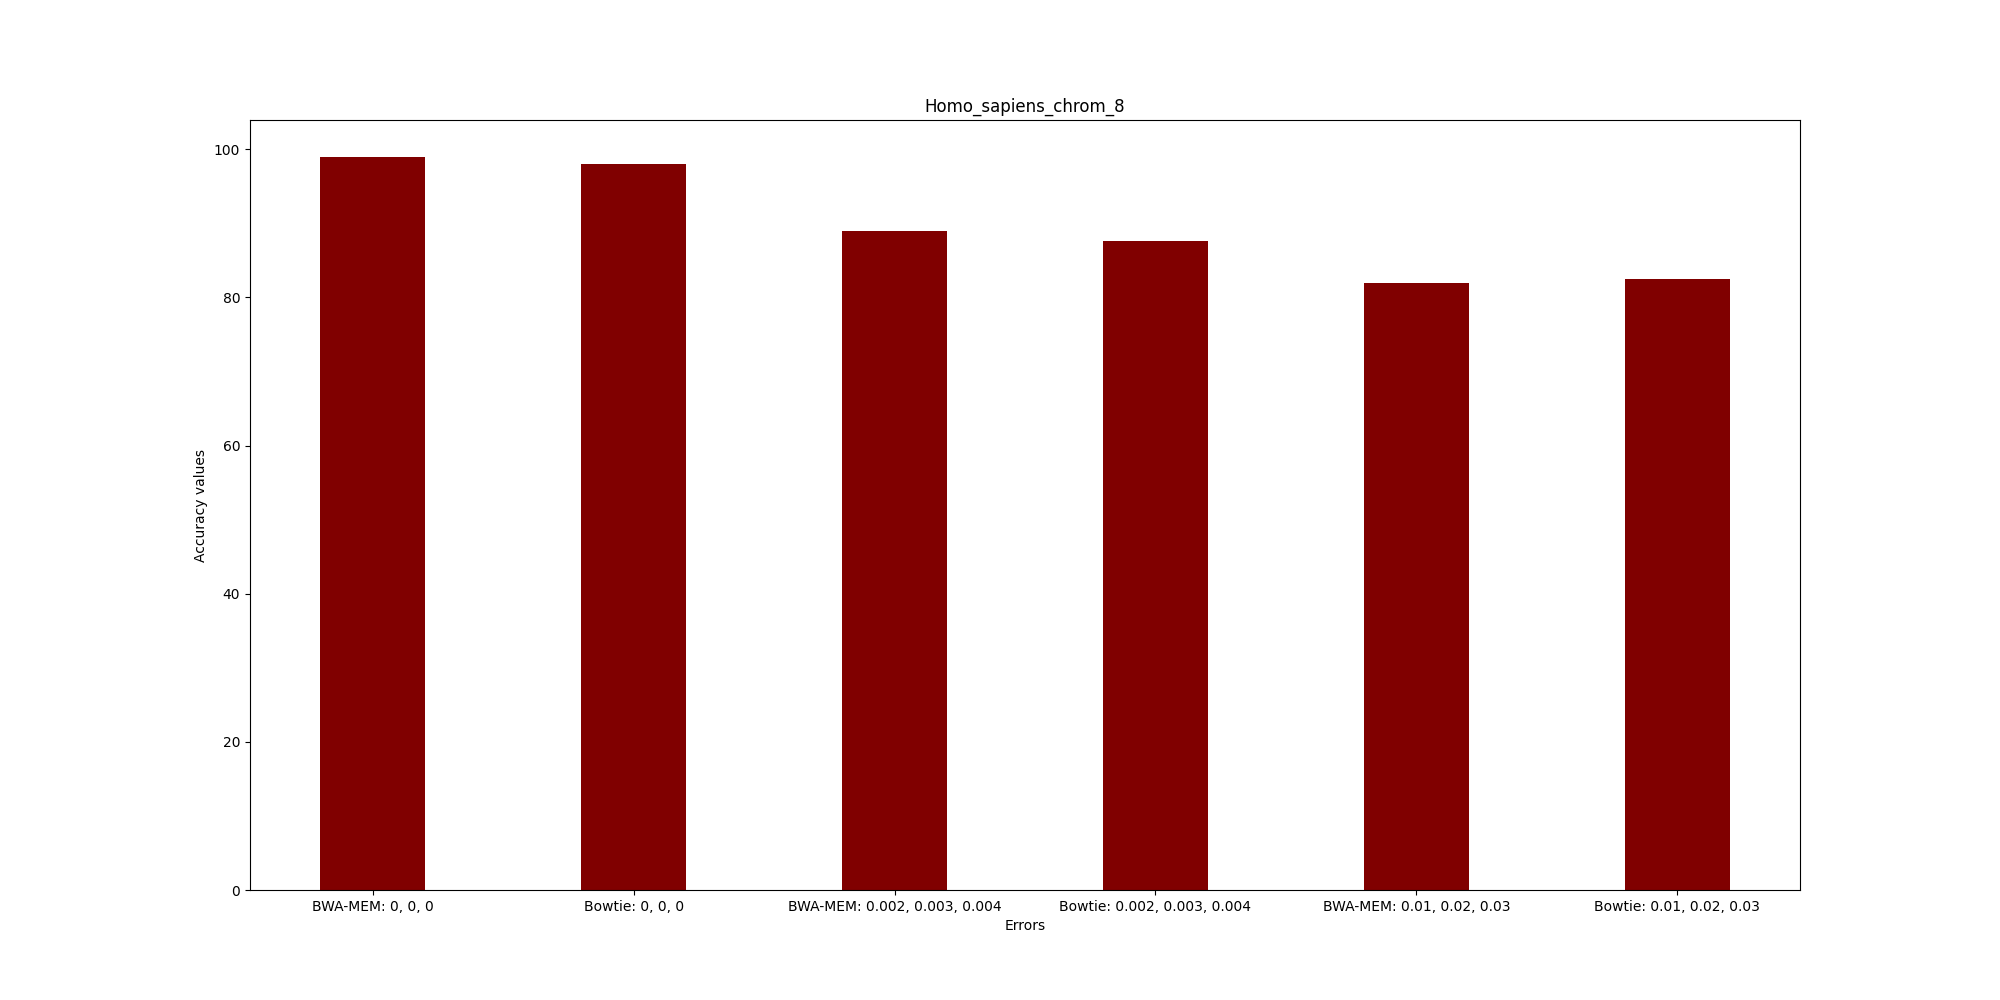 Homo_sapiens_chrom_8
100
80
60
40
20
0
Accuracy values
BWA-MEM: 0, 0, 0
Bowtie: 0, 0, 0
BWA-MEM: 0.002, 0.003, 0.004
Bowtie: 0.002, 0.003, 0.004
BWA-MEM: 0.01, 0.02, 0.03
Bowtie: 0.01, 0.02, 0.03
Errors